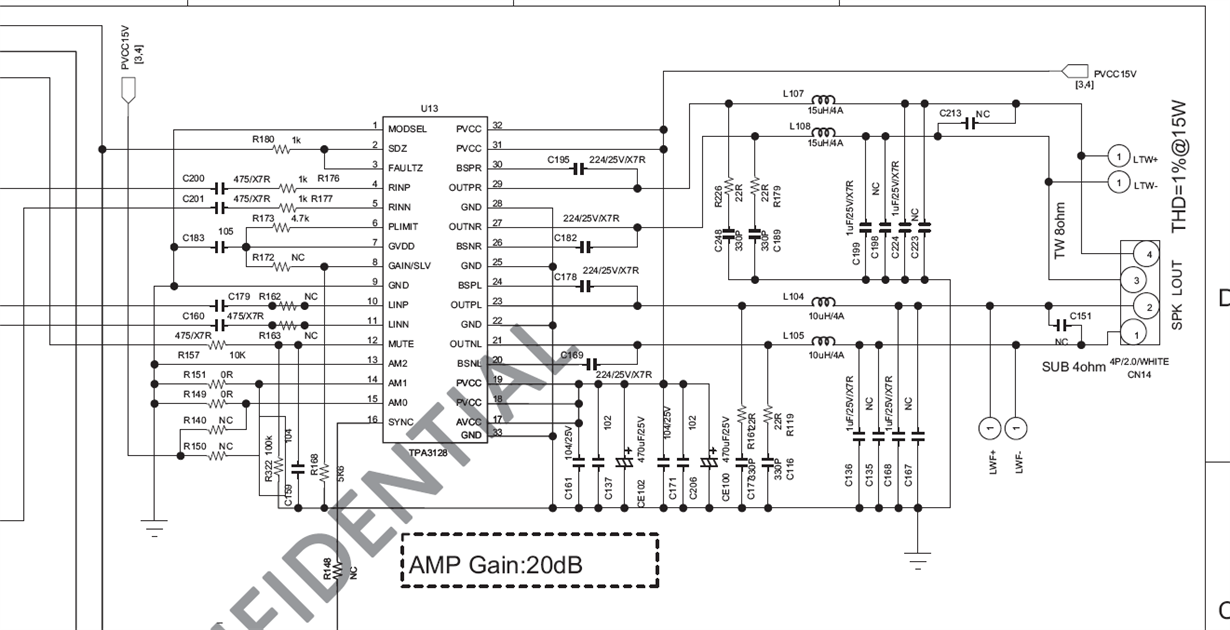 PVCC15V
[3,4]
U13
TPA3128
1 MODSEL
2 SDZ
3 FAULTZ
4 RINP
5 RINN
6 PLIMIT
7 GVDD
8 GAIN/SLV
9 GND
10 LINP
11 LINN
12 MUTE
13 AM2
14 AM1
15 AM0
16 SYNC
PVCC 32
PVCC 31
BSPR 30
OUTPR 29
GND 28
OUTNR 27
BSNR 26
GND 25
BSPL 24
OUTPL 23
GND 22
OUTNL 21
BSNL 20
PVCC 19
PVCC 18
AVCC 17
GND 33
R180 1k
R176
C200 475/X7R 1k
C201 475/X7R 1k R177
R173 4.7k
C183 105
R172 NC
C179 R162 NC
C160 475/X7R
R163 NC
475/X7R
R157 10K
R151 0R
R149 0R
R140 NC
R150 NC
R322 100k
C159 104
R168 5K6
R148 NC
C195 224/25V/X7R
224/25V/X7R
C182
C178 224/25V/X7R
C169
224/25V/X7R
C161 104/25V
C137 102
CE102 470uF/25V
C171 104/25V
C206 102
CE100 470uF/25V
C177 330P R161 22R
C116 330P 22R R119
L107
15uH/4A
L108
15uH/4A
L104
10uH/4A
L105
10uH/4A
R226 22R
22R R179
C248 330P
330P C189
C199 1uF/25V/X7R
C198 NC
C224 1uF/25V/X7R
C223 NC
C136 1uF/25V/X7R
C135 NC
C168 1uF/25V/X7R
C167 NC
C213 NC
C151
NC
PVCC15V
[3,4]
1 LTW+
1 LTW-
1 LWF+
1 LWF-
TW 8ohm
SUB 4ohm
4
3
2
1
4P/2.0/WHITE
CN14
SPK LOUT
THD=1%@15W
AMP Gain:20dB
FIDENTIAL
D
C